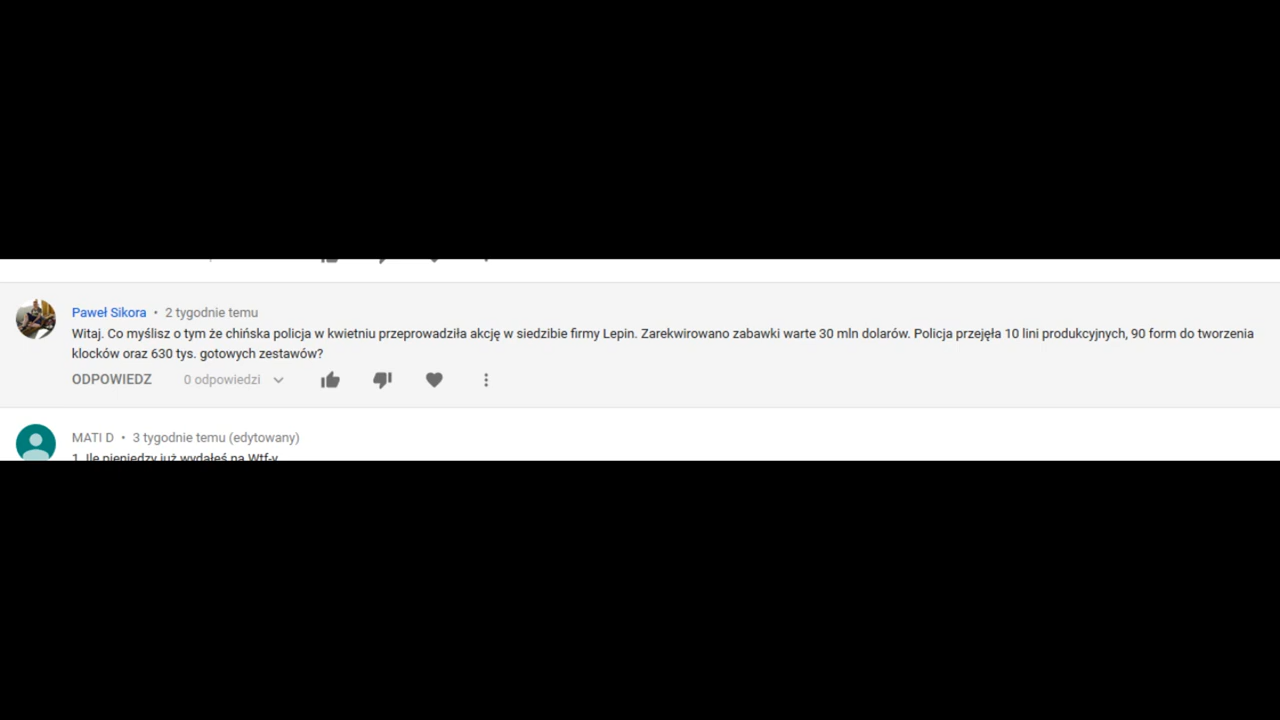 Paweł Sikora • 2 tygodnie temu
Witaj. Co myślisz o tym że chińska policja w kwietniu przeprowadziła akcję w siedzibie firmy Lepin. Zarekwirowano zabawki warte 30 mln dolarów. Policja przejęła 10 lini produkcyjnych, 90 form do tworzenia
klocków oraz 630 tys. gotowych zestawów?
ODPOWIEDZ 0 odpowiedzi
MATI D • 3 tygodnie temu (edytowany)
1. Ile pieniędzy już wydałeś na Wtf-y